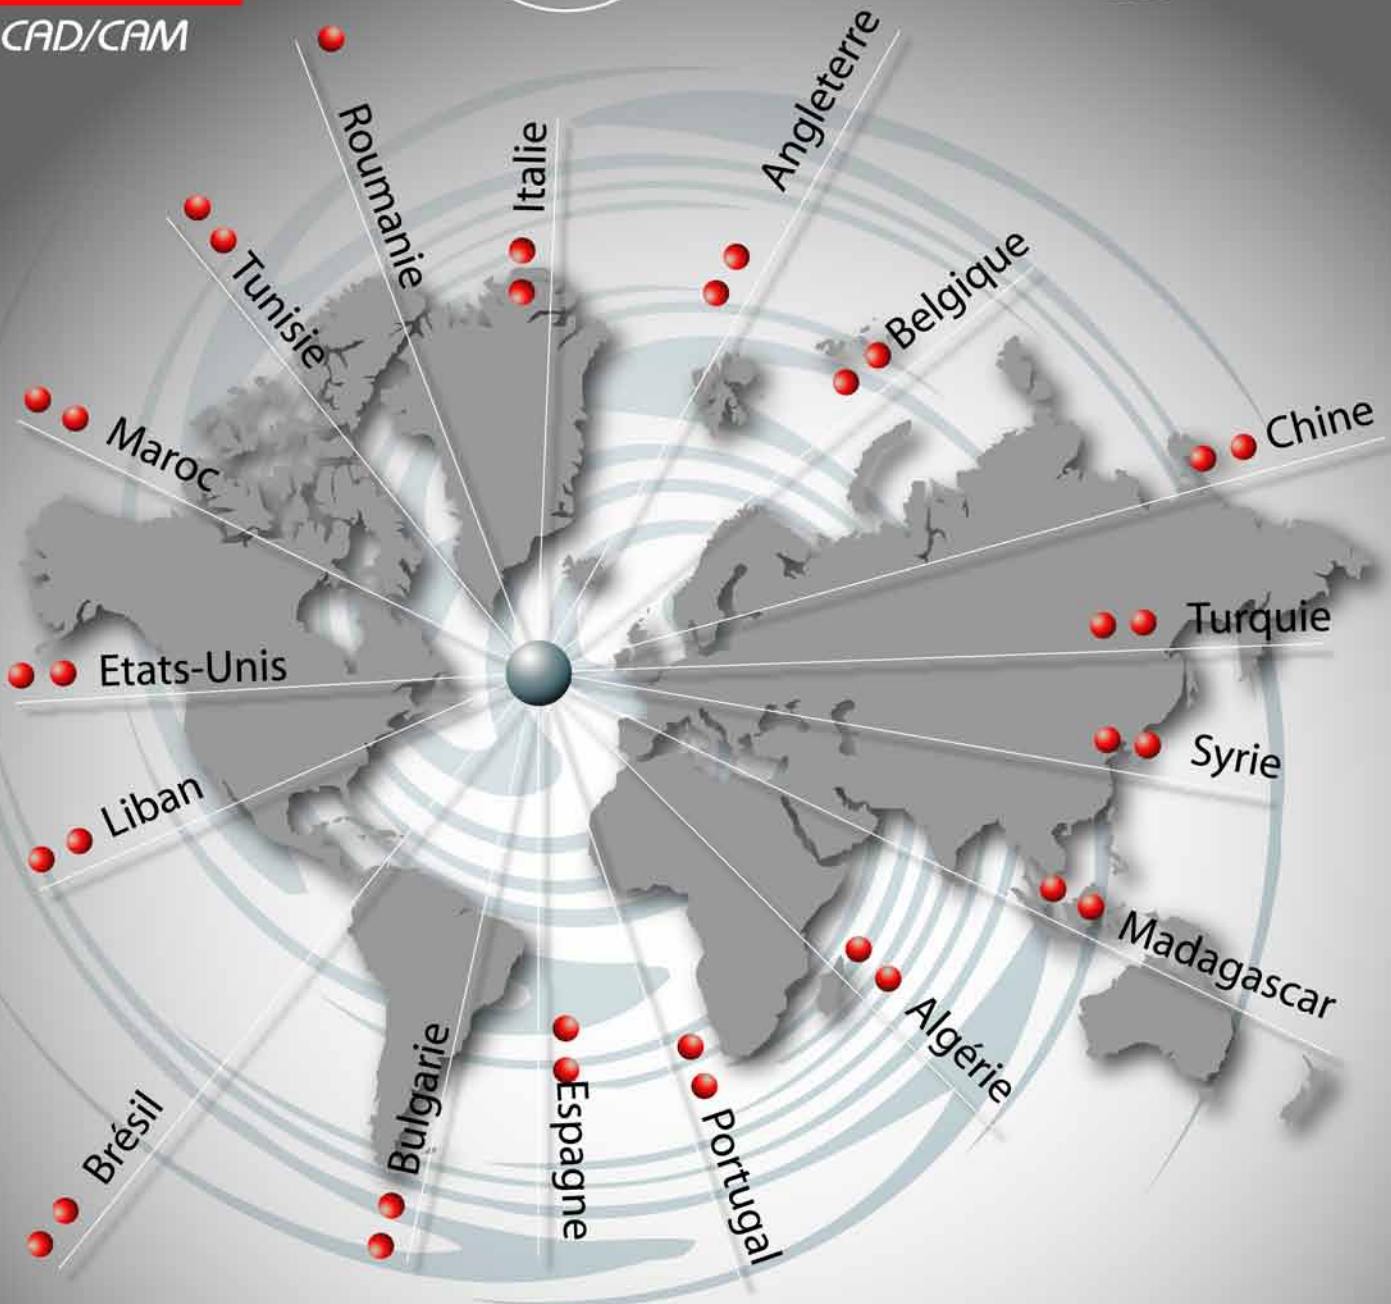 CAD/CAM
Angleterre
Roumanie
Italie
Belgique
Tunisie
Chine
Maroc
Turquie
Etats-Unis
Syrie
Liban
Madagascar
Algérie
Bulgarie
Espagne
Portugal
Brésil